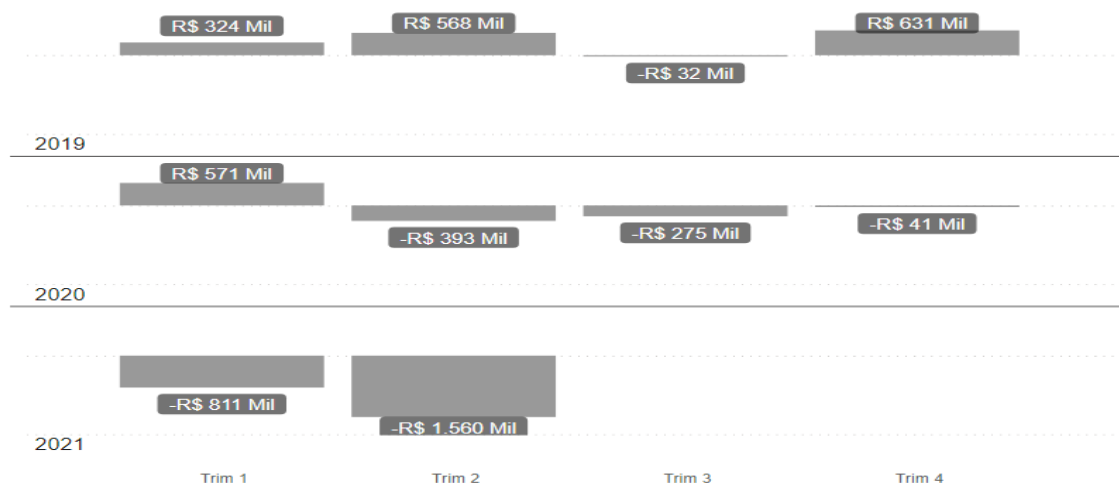 R$ 324 Mil
R$ 568 Mil
-R$ 32 Mil
R$ 631 Mil
2019
R$ 571 Mil
-R$ 393 Mil
-R$ 275 Mil
-R$ 41 Mil
2020
-R$ 811 Mil
-R$ 1.560 Mil
2021
Trim 1
Trim 2
Trim 3
Trim 4